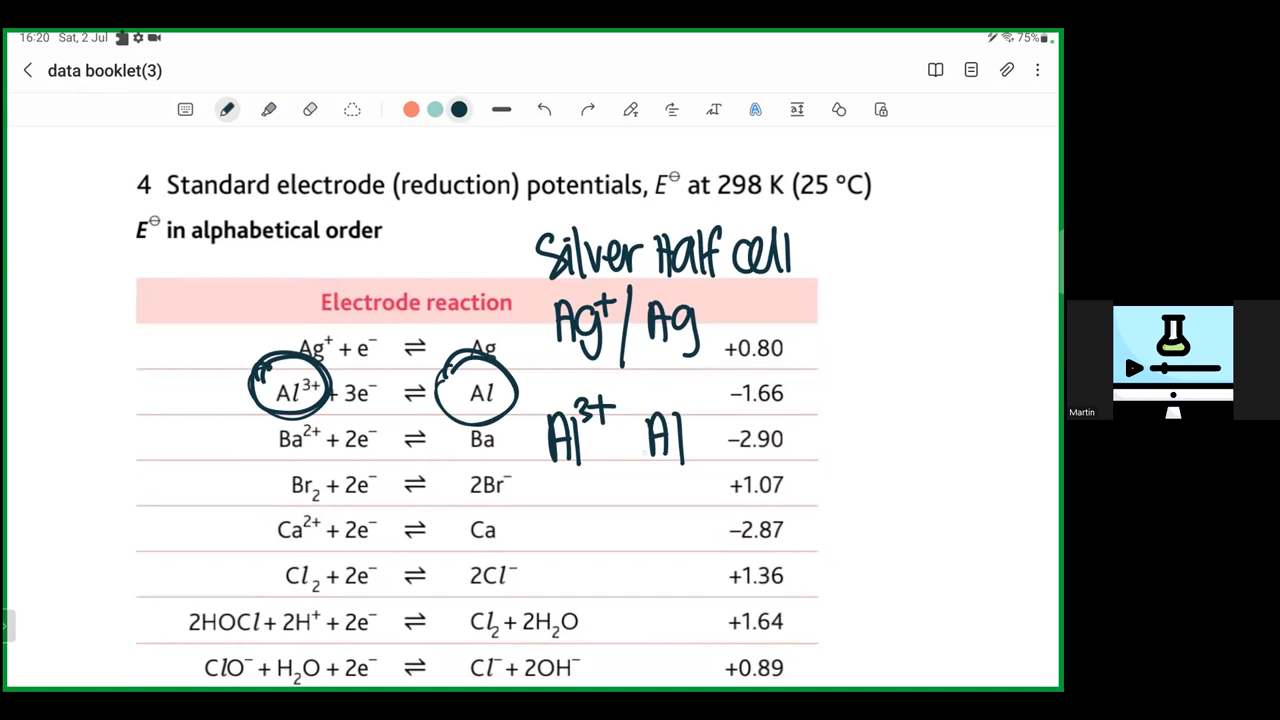 16:20 Sat, 2 Jul 75%
data booklet(3)
4 Standard electrode (reduction) potentials, E⦵ at 298 K (25 °C)
E⦵ in alphabetical order
Silver Half cell
Electrode reaction
Ag⁺ / Ag
Ag⁺ + e⁻ ⇌ Ag +0.80
Al³⁺ + 3e⁻ ⇌ Al −1.66
Al³⁺ Al
Ba²⁺ + 2e⁻ ⇌ Ba −2.90
Br₂ + 2e⁻ ⇌ 2Br⁻ +1.07
Ca²⁺ + 2e⁻ ⇌ Ca −2.87
Cl₂ + 2e⁻ ⇌ 2Cl⁻ +1.36
2HOCl + 2H⁺ + 2e⁻ ⇌ Cl₂ + 2H₂O +1.64
ClO⁻ + H₂O + 2e⁻ ⇌ Cl⁻ + 2OH⁻ +0.89
Martin